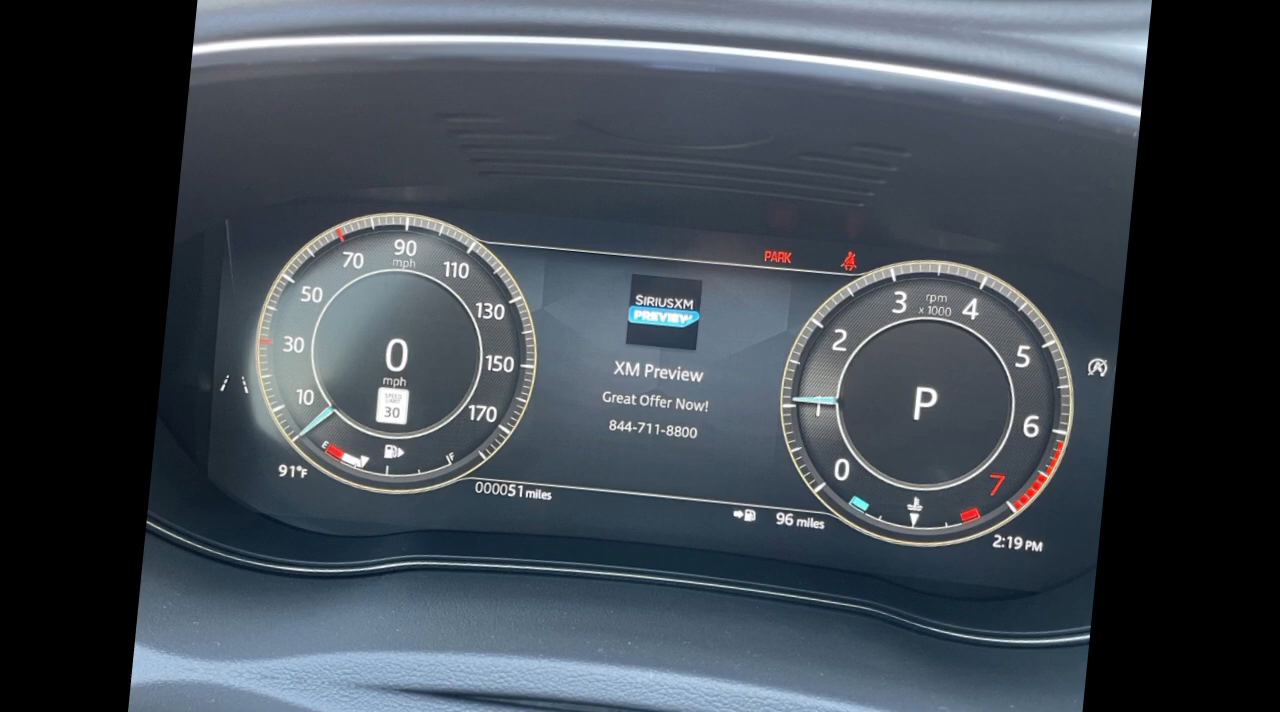 90
mph
70
110
50
130
30
150
10
170
0
mph
SPEED
LIMIT
30
E
F
91°F
PARK
SIRIUSXM
PREVIEW
XM Preview
Great Offer Now!
844-711-8800
000051 miles
96 miles
3
rpm
x 1000
4
2
5
1
P
6
0
7
2:19 PM